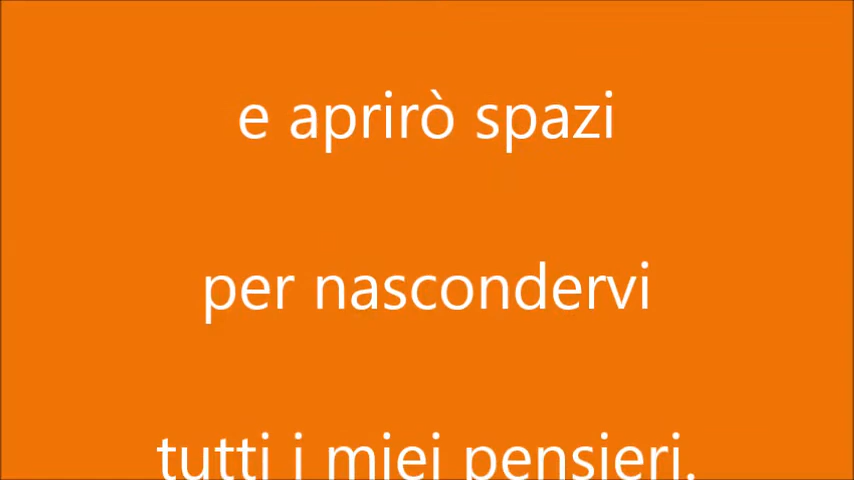 e aprirò spazi
per nascondervi
tutti i miei pensieri.